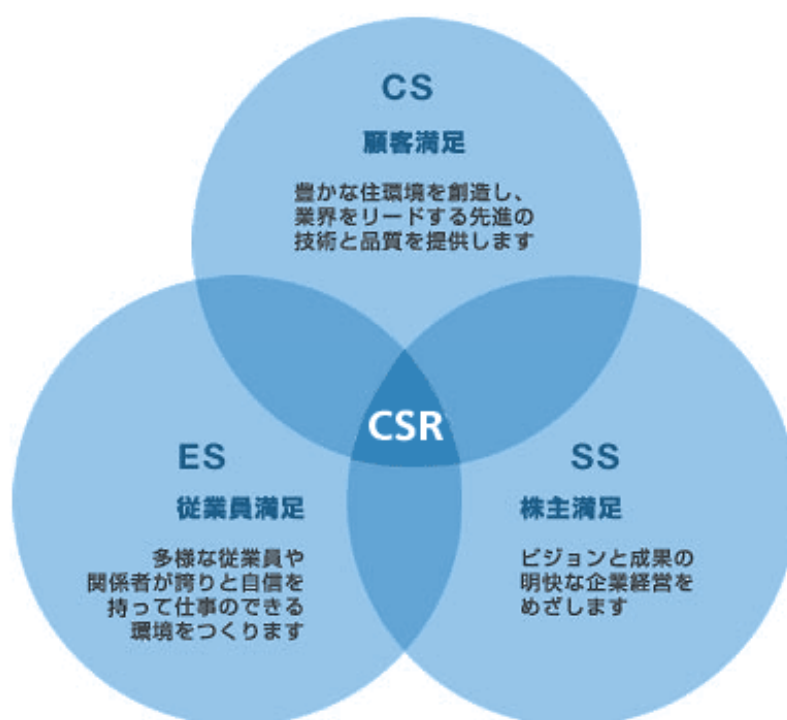 CS
顧客満足
豊かな住環境を創造し、
業界をリードする先進の
技術と品質を提供します
CSR
ES
従業員満足
多様な従業員や
関係者が誇りと自信を
持って仕事のできる
環境をつくります
SS
株主満足
ビジョンと成果の
明快な企業経営を
めざします